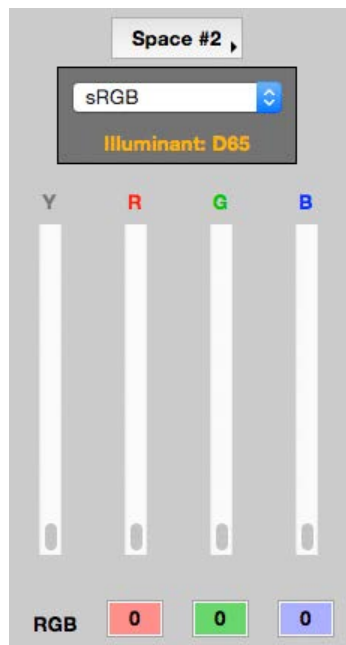 Space #2
sRGB
Illuminant: D65
Y R G B
RGB 0 0 0